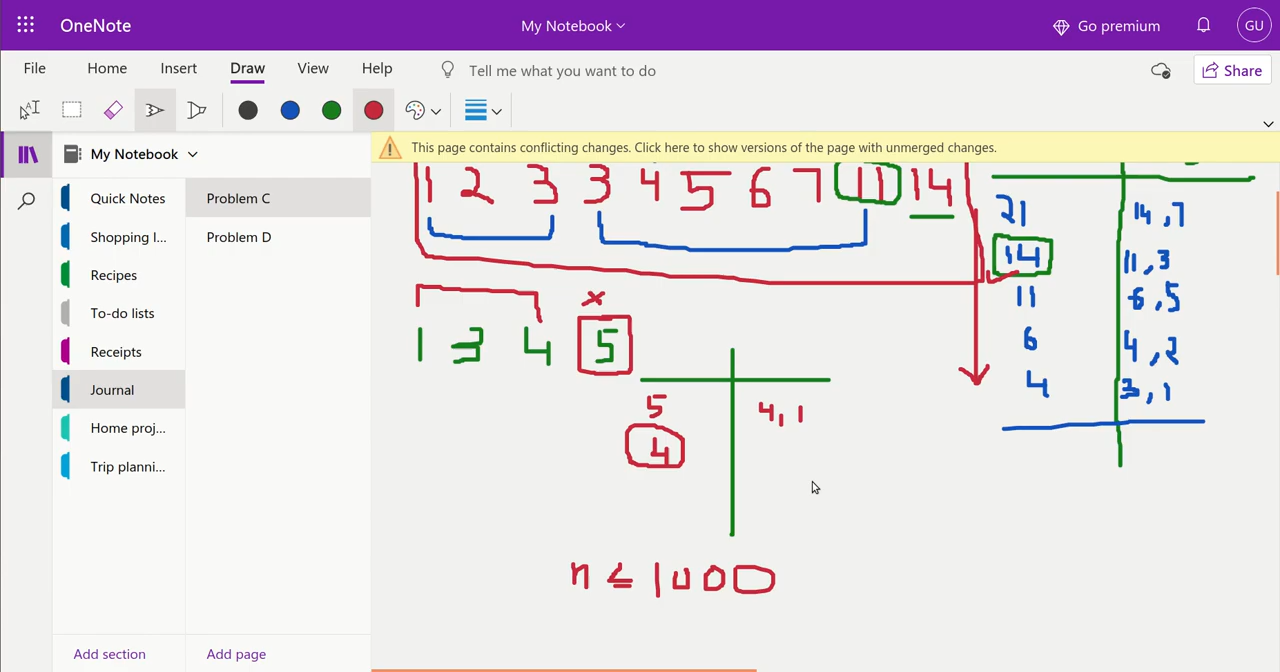 OneNote
My Notebook
Go premium
GU
File
Home
Insert
Draw
View
Help
Tell me what you want to do
Share
This page contains conflicting changes. Click here to show versions of the page with unmerged changes.
My Notebook
Quick Notes
Shopping l...
Recipes
To-do lists
Receipts
Journal
Home proj...
Trip planni...
Add section
Problem C
Problem D
Add page
1 2 3 3 4 5 6 7 11 14
21 14, 7
14 11, 3
11 6, 5
6 4, 2
4 3, 1
x
1 3 4 5
5 4, 1
4
n ≤ 1000